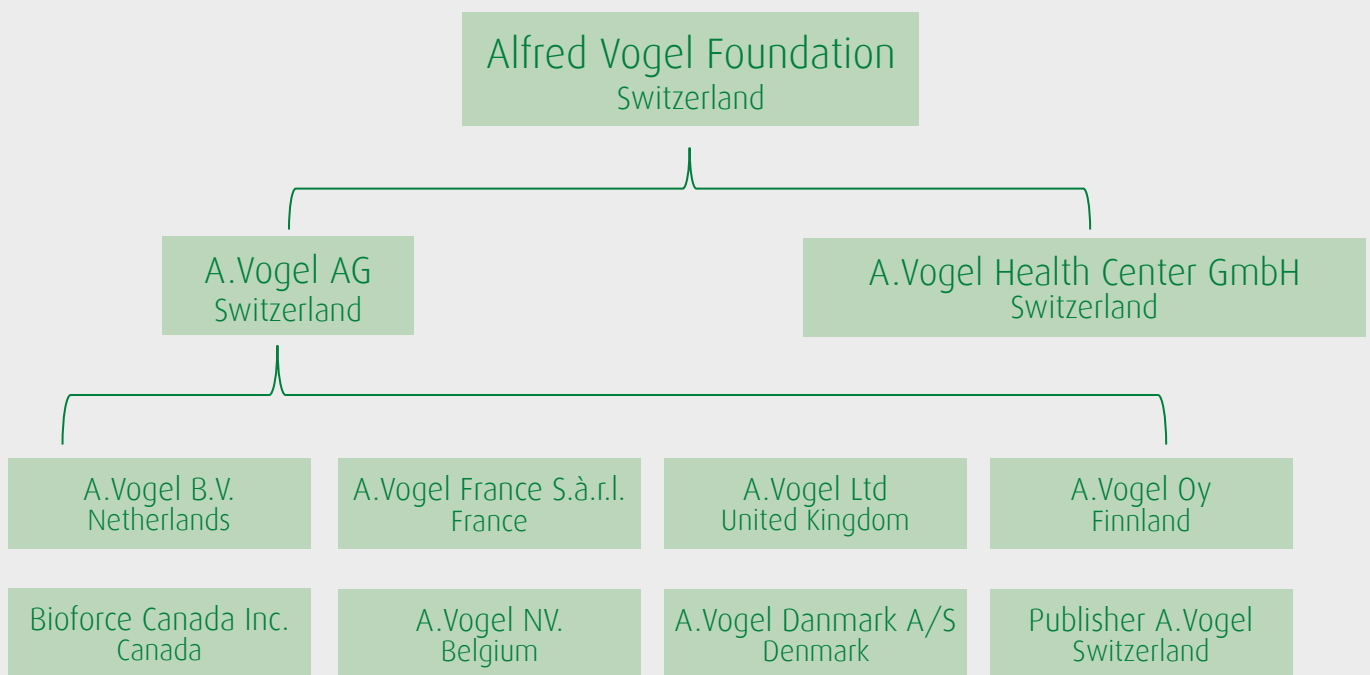 Alfred Vogel Foundation
Switzerland
A.Vogel AG
Switzerland
A.Vogel Health Center GmbH
Switzerland
A.Vogel B.V.
Netherlands
A.Vogel France S.à.r.l.
France
A.Vogel Ltd
United Kingdom
A.Vogel Oy
Finnland
Bioforce Canada Inc.
Canada
A.Vogel NV.
Belgium
A.Vogel Danmark A/S
Denmark
Publisher A.Vogel
Switzerland